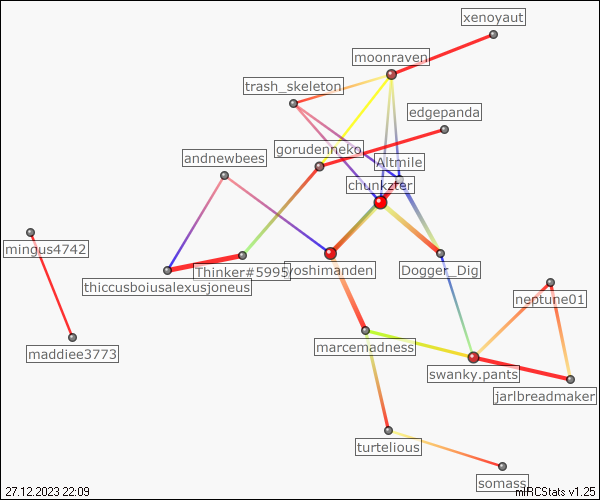 xenoyaut
moonraven
trash_skeleton
edgepanda
gorudenneko
andnewbees
Altmile
chunkzter
mingus4742
Thinker#5995
yoshimanden
Dogger_Dig
thiccusboiusalexusjoneus
neptune01
marcemadness
maddiee3773
swanky.pants
jarlbreadmaker
turtelious
somass
27.12.2023 22:09
mIRCStats v1.25